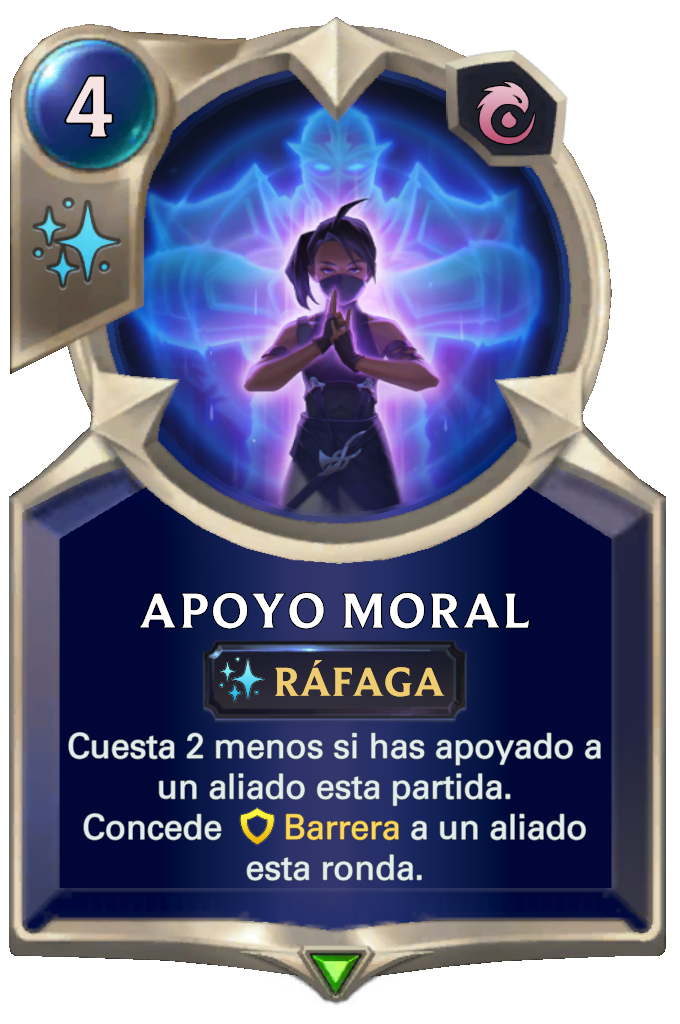 4
APOYO MORAL
RÁFAGA
Cuesta 2 menos si has apoyado a
un aliado esta partida.
Concede Barrera a un aliado
esta ronda.